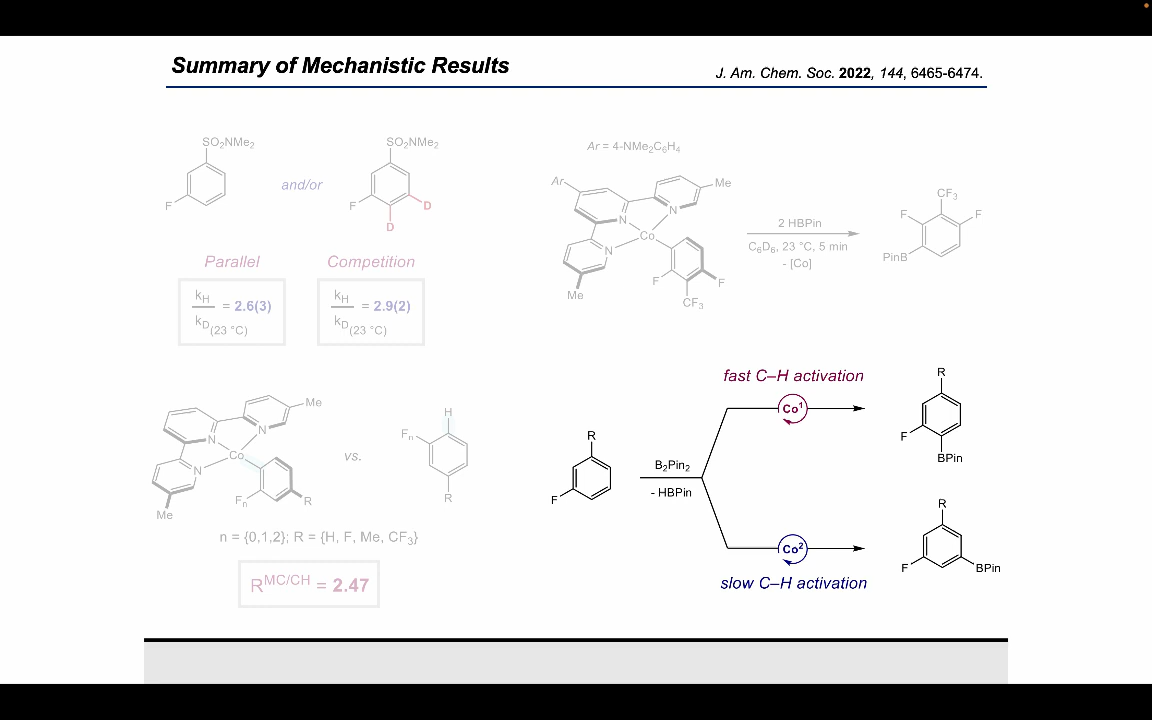 Summary of Mechanistic Results
J. Am. Chem. Soc. 2022, 144, 6465-6474.
SO2NMe2
F
and/or
SO2NMe2
F
D
D
Parallel
Competition
kH
kD
= 2.6(3)
(23 °C)
kH
kD
= 2.9(2)
(23 °C)
Ar = 4-NMe2C6H4
Ar
Me
N
N
Co
N
F
F
Me
CF3
2 HBPin
C6D6, 23 °C, 5 min
- [Co]
CF3
F
F
PinB
Me
N
N
Co
N
Fn
R
Me
vs.
H
Fn
R
n = {0,1,2}; R = {H, F, Me, CF3}
R^MC/CH = 2.47
R
F
B2Pin2
- HBPin
fast C–H activation
Co1
R
F
BPin
Co2
slow C–H activation
R
F
BPin